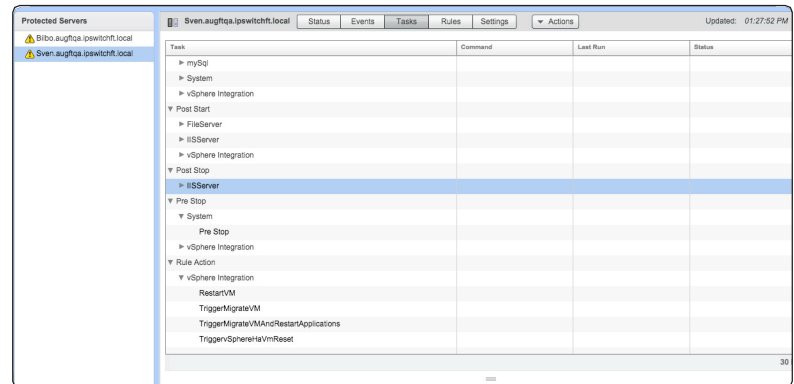 Protected Servers
Bilbo.augftqa.ipswitchft.local
Sven.augftqa.ipswitchft.local
Sven.augftqa.ipswitchft.local Status Events Tasks Rules Settings Actions Updated: 01:27:52 PM
Task Command Last Run Status
mySql
System
vSphere Integration
Post Start
FileServer
IISServer
vSphere Integration
Post Stop
IISServer
Pre Stop
System
Pre Stop
vSphere Integration
Rule Action
vSphere Integration
RestartVM
TriggerMigrateVM
TriggerMigrateVMAndRestartApplications
TriggervSphereHaVmReset
30